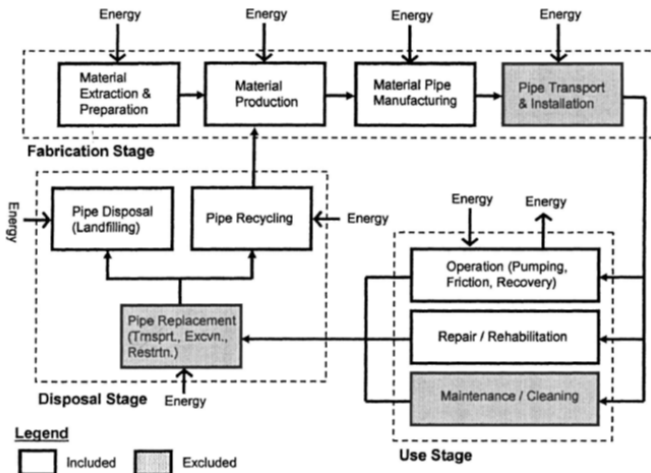 Energy
Energy
Energy
Energy
Material
Extraction &
Preparation
Material
Production
Material Pipe
Manufacturing
Pipe Transport
& Installation
Fabrication Stage
Energy
Pipe Disposal
(Landfilling)
Pipe Recycling
Energy
Energy
Energy
Operation (Pumping,
Friction, Recovery)
Pipe Replacement
(Trnsprt., Excvn.,
Restrtn.)
Repair / Rehabilitation
Energy
Disposal Stage
Maintenance / Cleaning
Use Stage
Legend
Included
Excluded